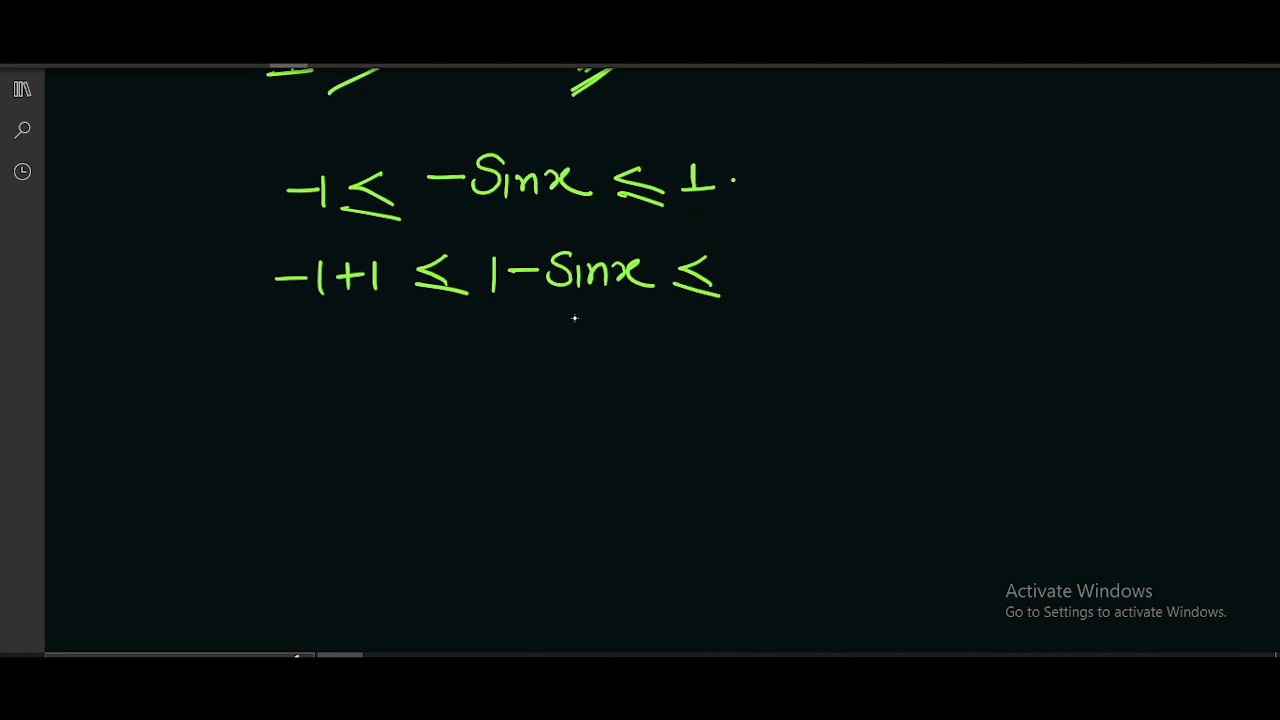 -1 ≤ -Sinx ≤ 1.
-1+1 ≤ 1-Sinx ≤
Activate Windows
Go to Settings to activate Windows.